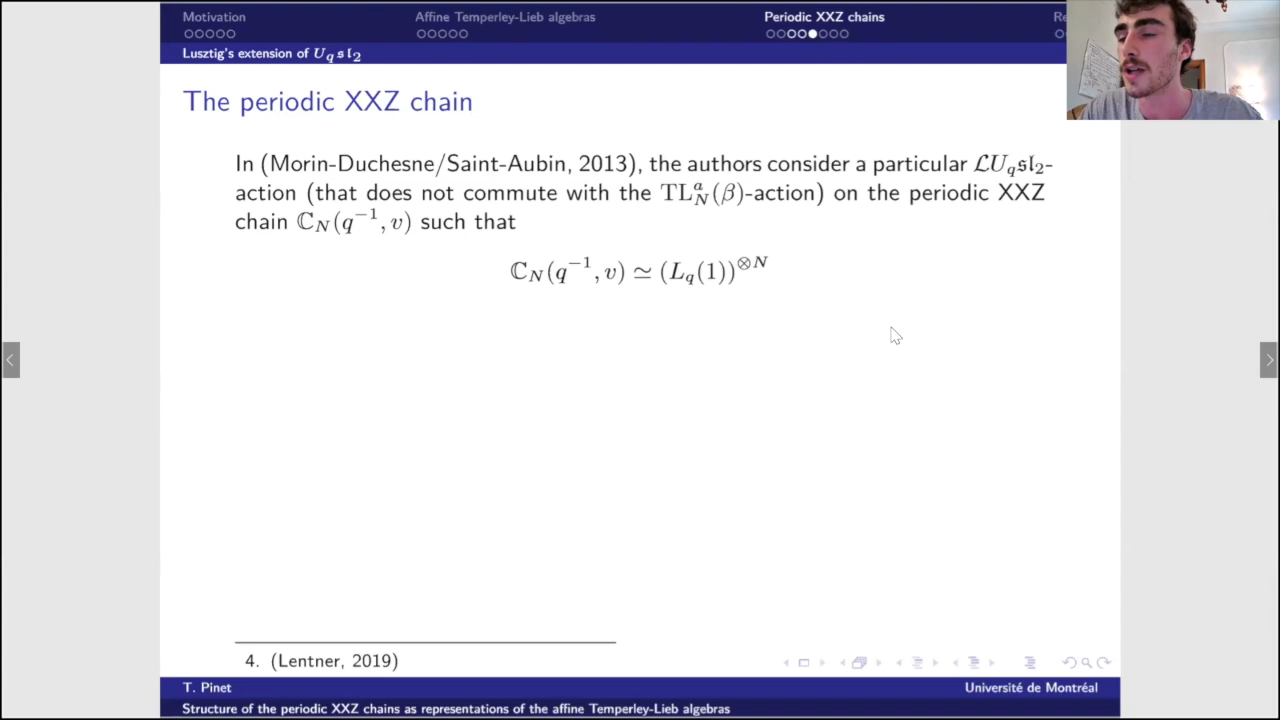 Motivation
Affine Temperley-Lieb algebras
Periodic XXZ chains
Re
Lusztig's extension of U_q 𝔰𝔩_2
The periodic XXZ chain
In (Morin-Duchesne/Saint-Aubin, 2013), the authors consider a particular ℒU_q𝔰𝔩_2-
action (that does not commute with the TL^a_N(β)-action) on the periodic XXZ
chain ℂ_N(q^{-1}, v) such that
ℂ_N(q^{-1}, v) ≃ (L_q(1))^{⊗N}
4. (Lentner, 2019)
T. Pinet
Université de Montréal
Structure of the periodic XXZ chains as representations of the affine Temperley-Lieb algebras